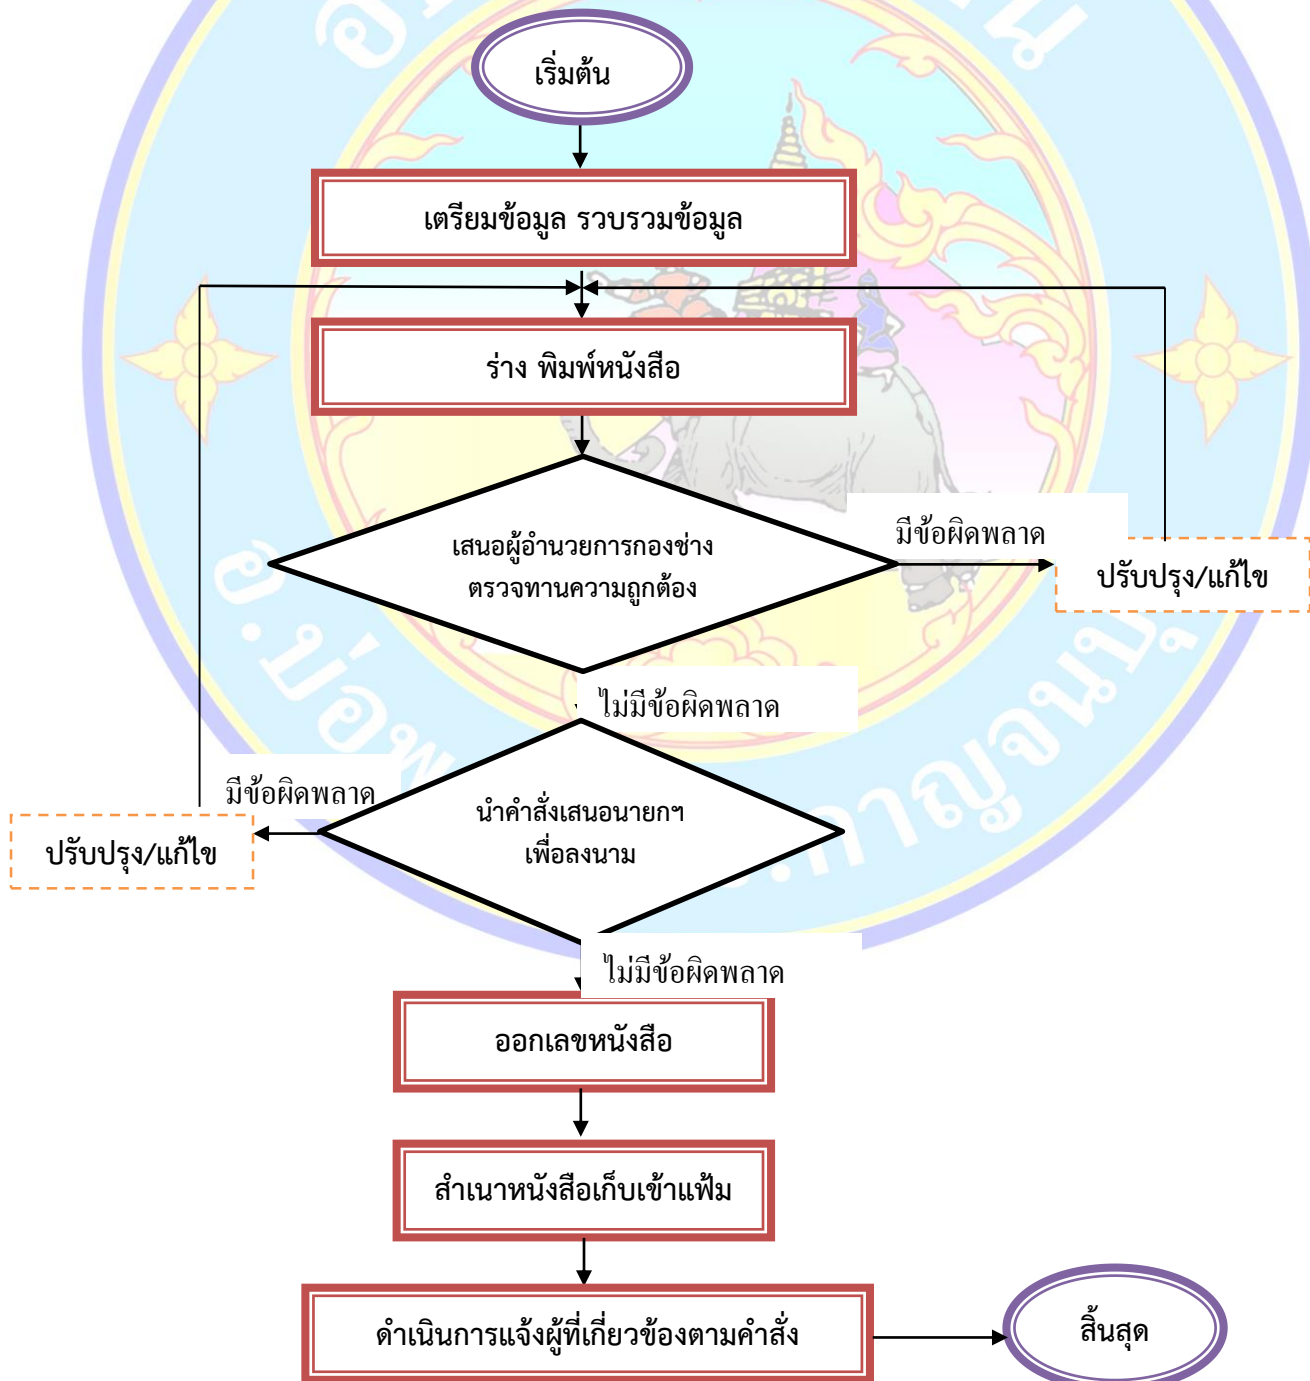 เริ่มต้น
เตรียมข้อมูล รวบรวมข้อมูล
ร่าง พิมพ์หนังสือ
เสนอผู้อำนวยการกองช่าง
ตรวจทานความถูกต้อง
มีข้อผิดพลาด
ปรับปรุง/แก้ไข
ไม่มีข้อผิดพลาด
นำคำสั่งเสนอนายกฯ
เพื่อลงนาม
มีข้อผิดพลาด
ปรับปรุง/แก้ไข
ไม่มีข้อผิดพลาด
ออกเลขหนังสือ
สำเนาหนังสือเก็บเข้าแฟ้ม
ดำเนินการแจ้งผู้ที่เกี่ยวข้องตามคำสั่ง
สิ้นสุด